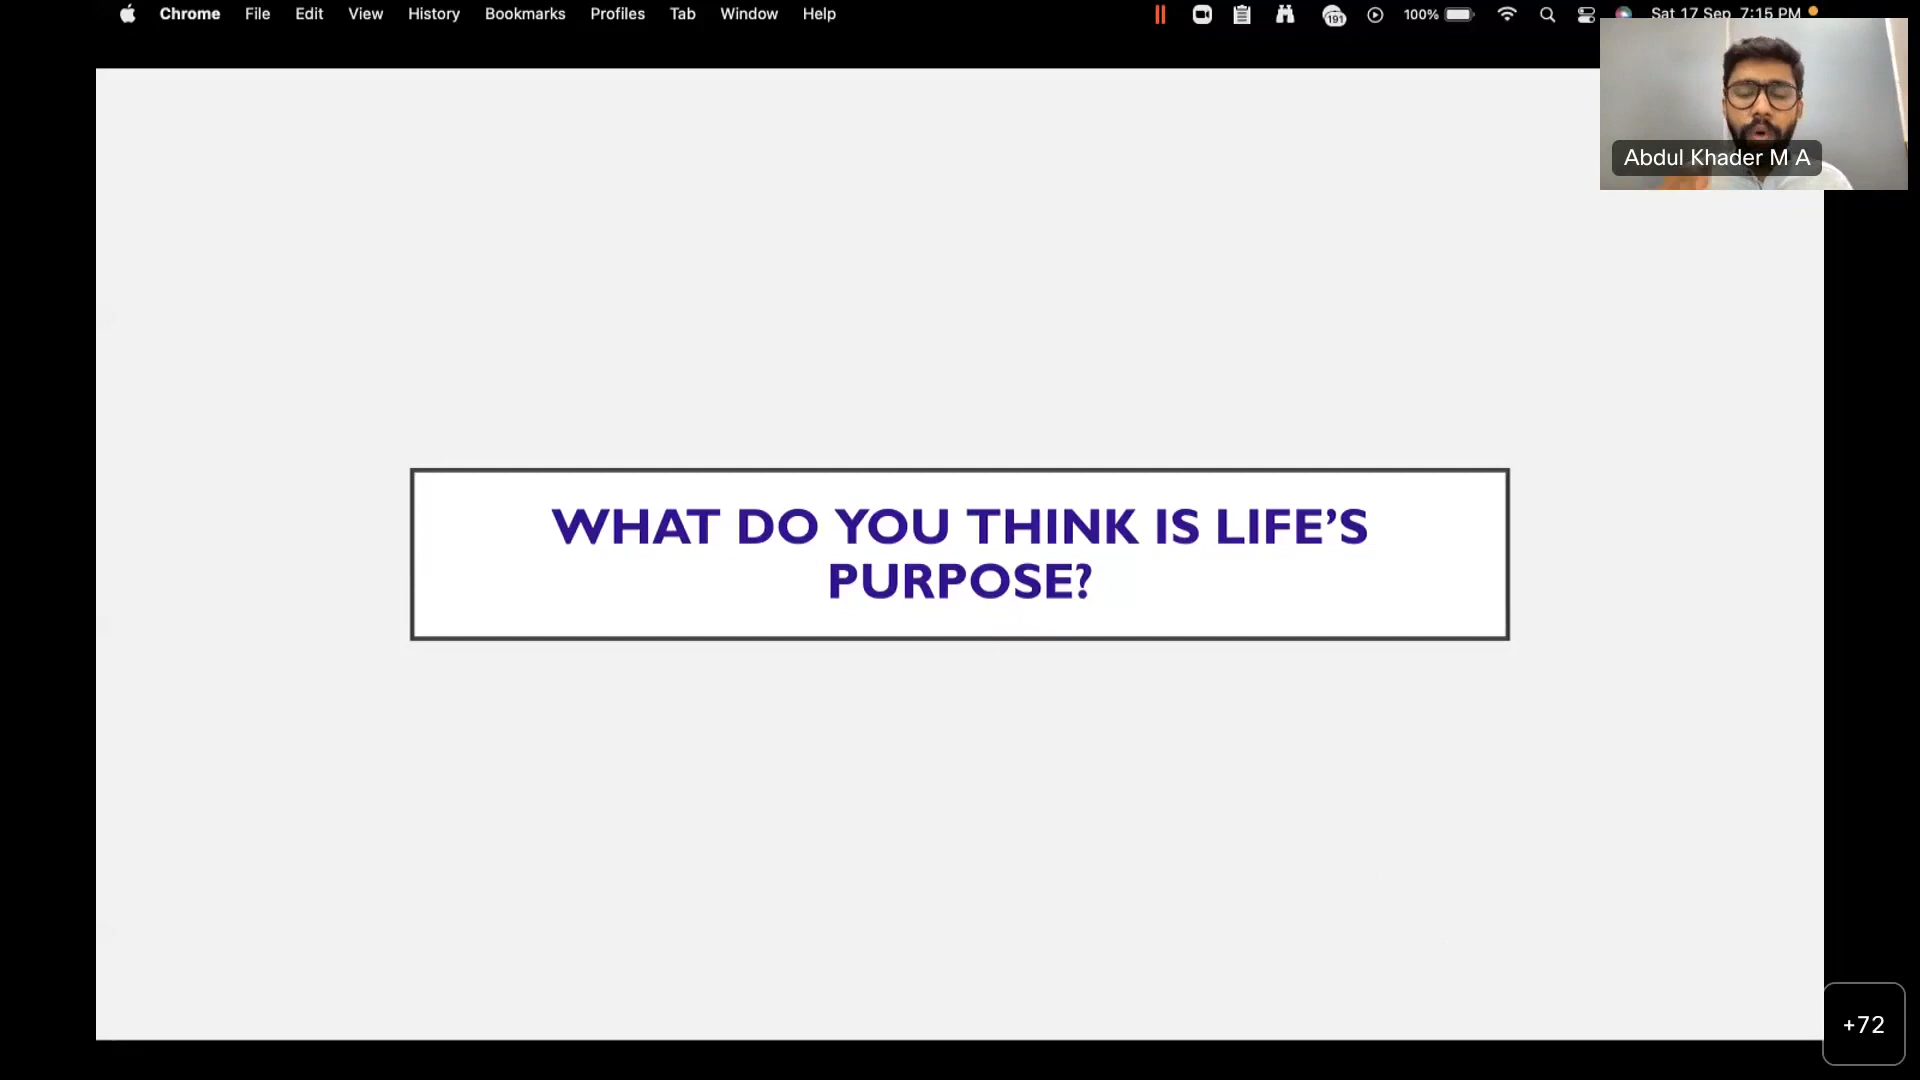 Chrome File Edit View History Bookmarks Profiles Tab Window Help 191 100% Sat 17 Sep 7:15 PM
Abdul Khader M A
WHAT DO YOU THINK IS LIFE’S
PURPOSE?
+72